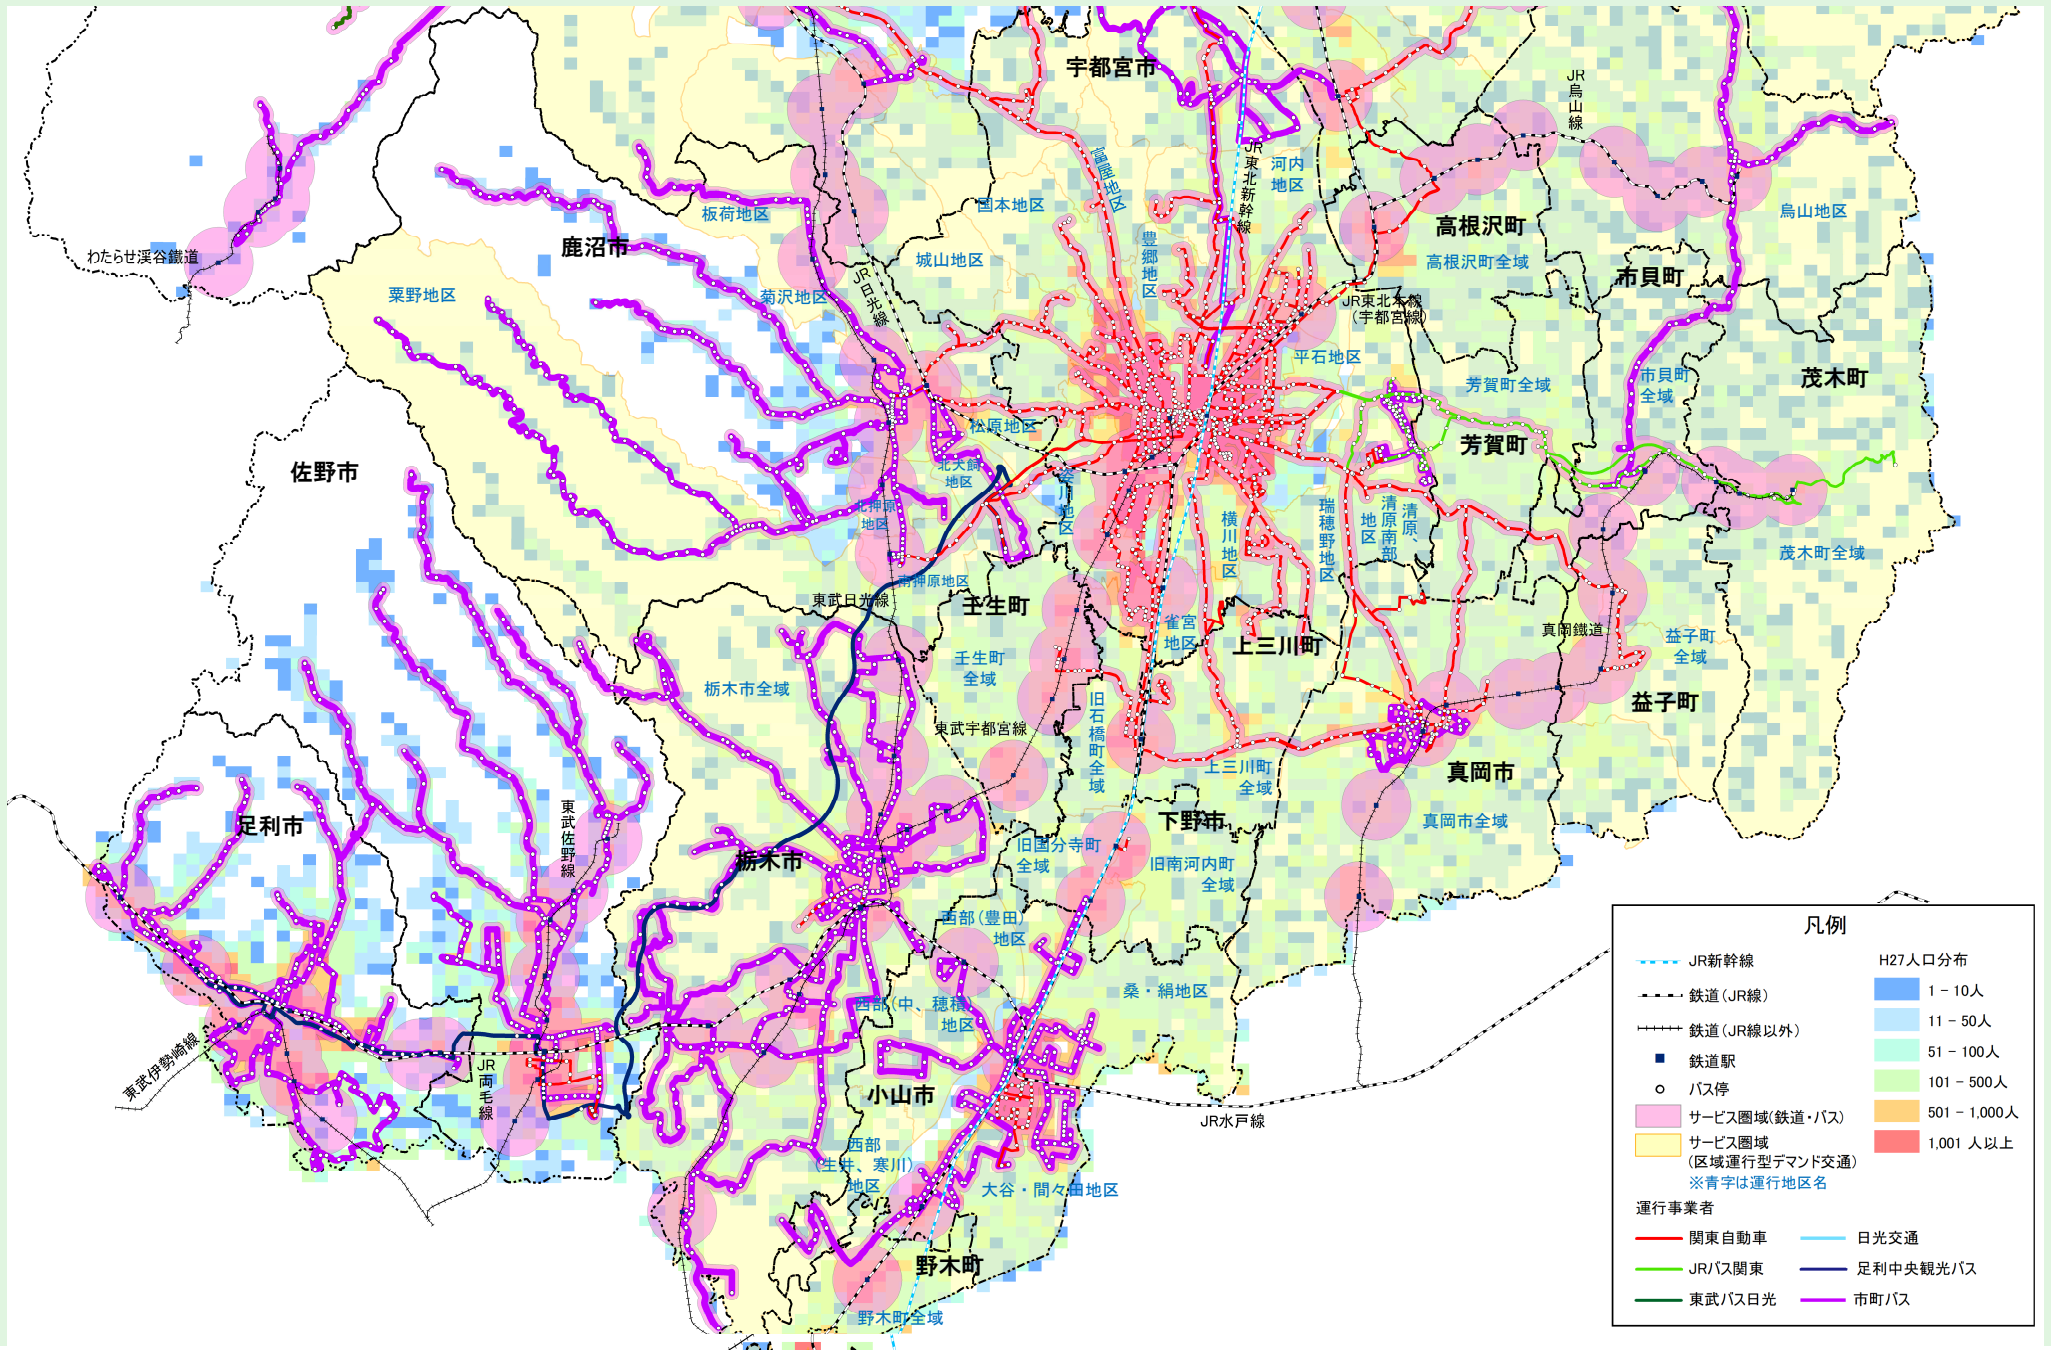 宇都宮市
JR烏山線
富屋地区
JR東北新幹線
河内
地区
板荷地区
国本地区
高根沢町
烏山地区
鹿沼市
豊郷地区
わたらせ渓谷鐵道
城山地区
高根沢町全域
市貝町
粟野地区
菊沢地区
JR日光線
JR東北本線
(宇都宮線)
平石地区
芳賀町全域
市貝町
全域
茂木町
松原地区
芳賀町
佐野市
北犬飼
地区
姿川地区
北押原
地区
横川地区
瑞穂野地区
清原、
清原南部
地区
茂木町全域
南押原地区
東武日光線
壬生町
雀宮
地区
上三川町
真岡鐵道
益子町
全域
壬生町
全域
栃木市全域
益子町
東武宇都宮線
旧石橋町全域
上三川町
全域
真岡市
東武佐野線
足利市
下野市
真岡市全域
栃木市
旧国分寺町
全域
旧南河内町
全域
西部(豊田)
地区
桑・絹地区
西部(中、穂積)
地区
東武伊勢崎線
JR両毛線
小山市
JR水戸線
西部
(生井、寒川)
地区
大谷・間々田地区
野木町
野木町全域
凡例
JR新幹線
鉄道(JR線)
鉄道(JR線以外)
鉄道駅
バス停
サービス圏域(鉄道・バス)
サービス圏域
(区域運行型デマンド交通)
※青字は運行地区名
H27人口分布
1 - 10人
11 - 50人
51 - 100人
101 - 500人
501 - 1,000人
1,001 人以上
運行事業者
関東自動車
日光交通
JRバス関東
足利中央観光バス
東武バス日光
市町バス